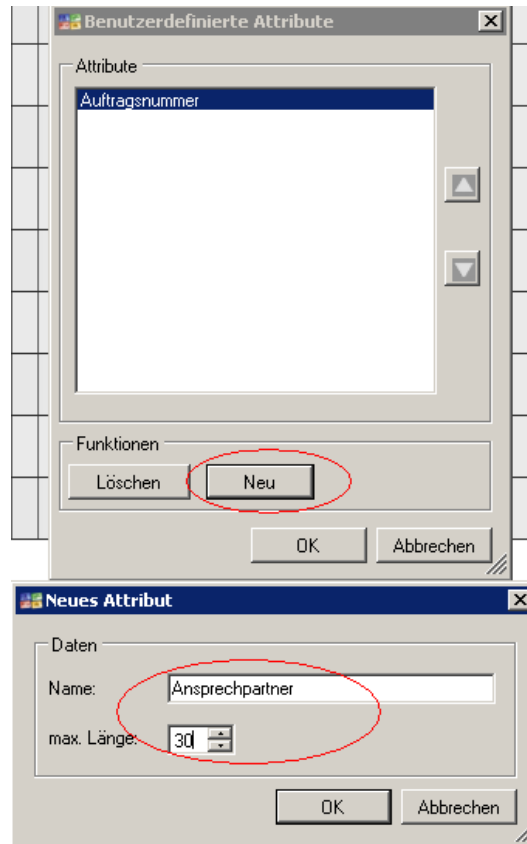 Benutzerdefinierte Attribute
Attribute
Auftragsnummer
Funktionen
Löschen Neu
OK Abbrechen
Neues Attribut
Daten
Name: Ansprechpartner
max. Länge: 30
OK Abbrechen